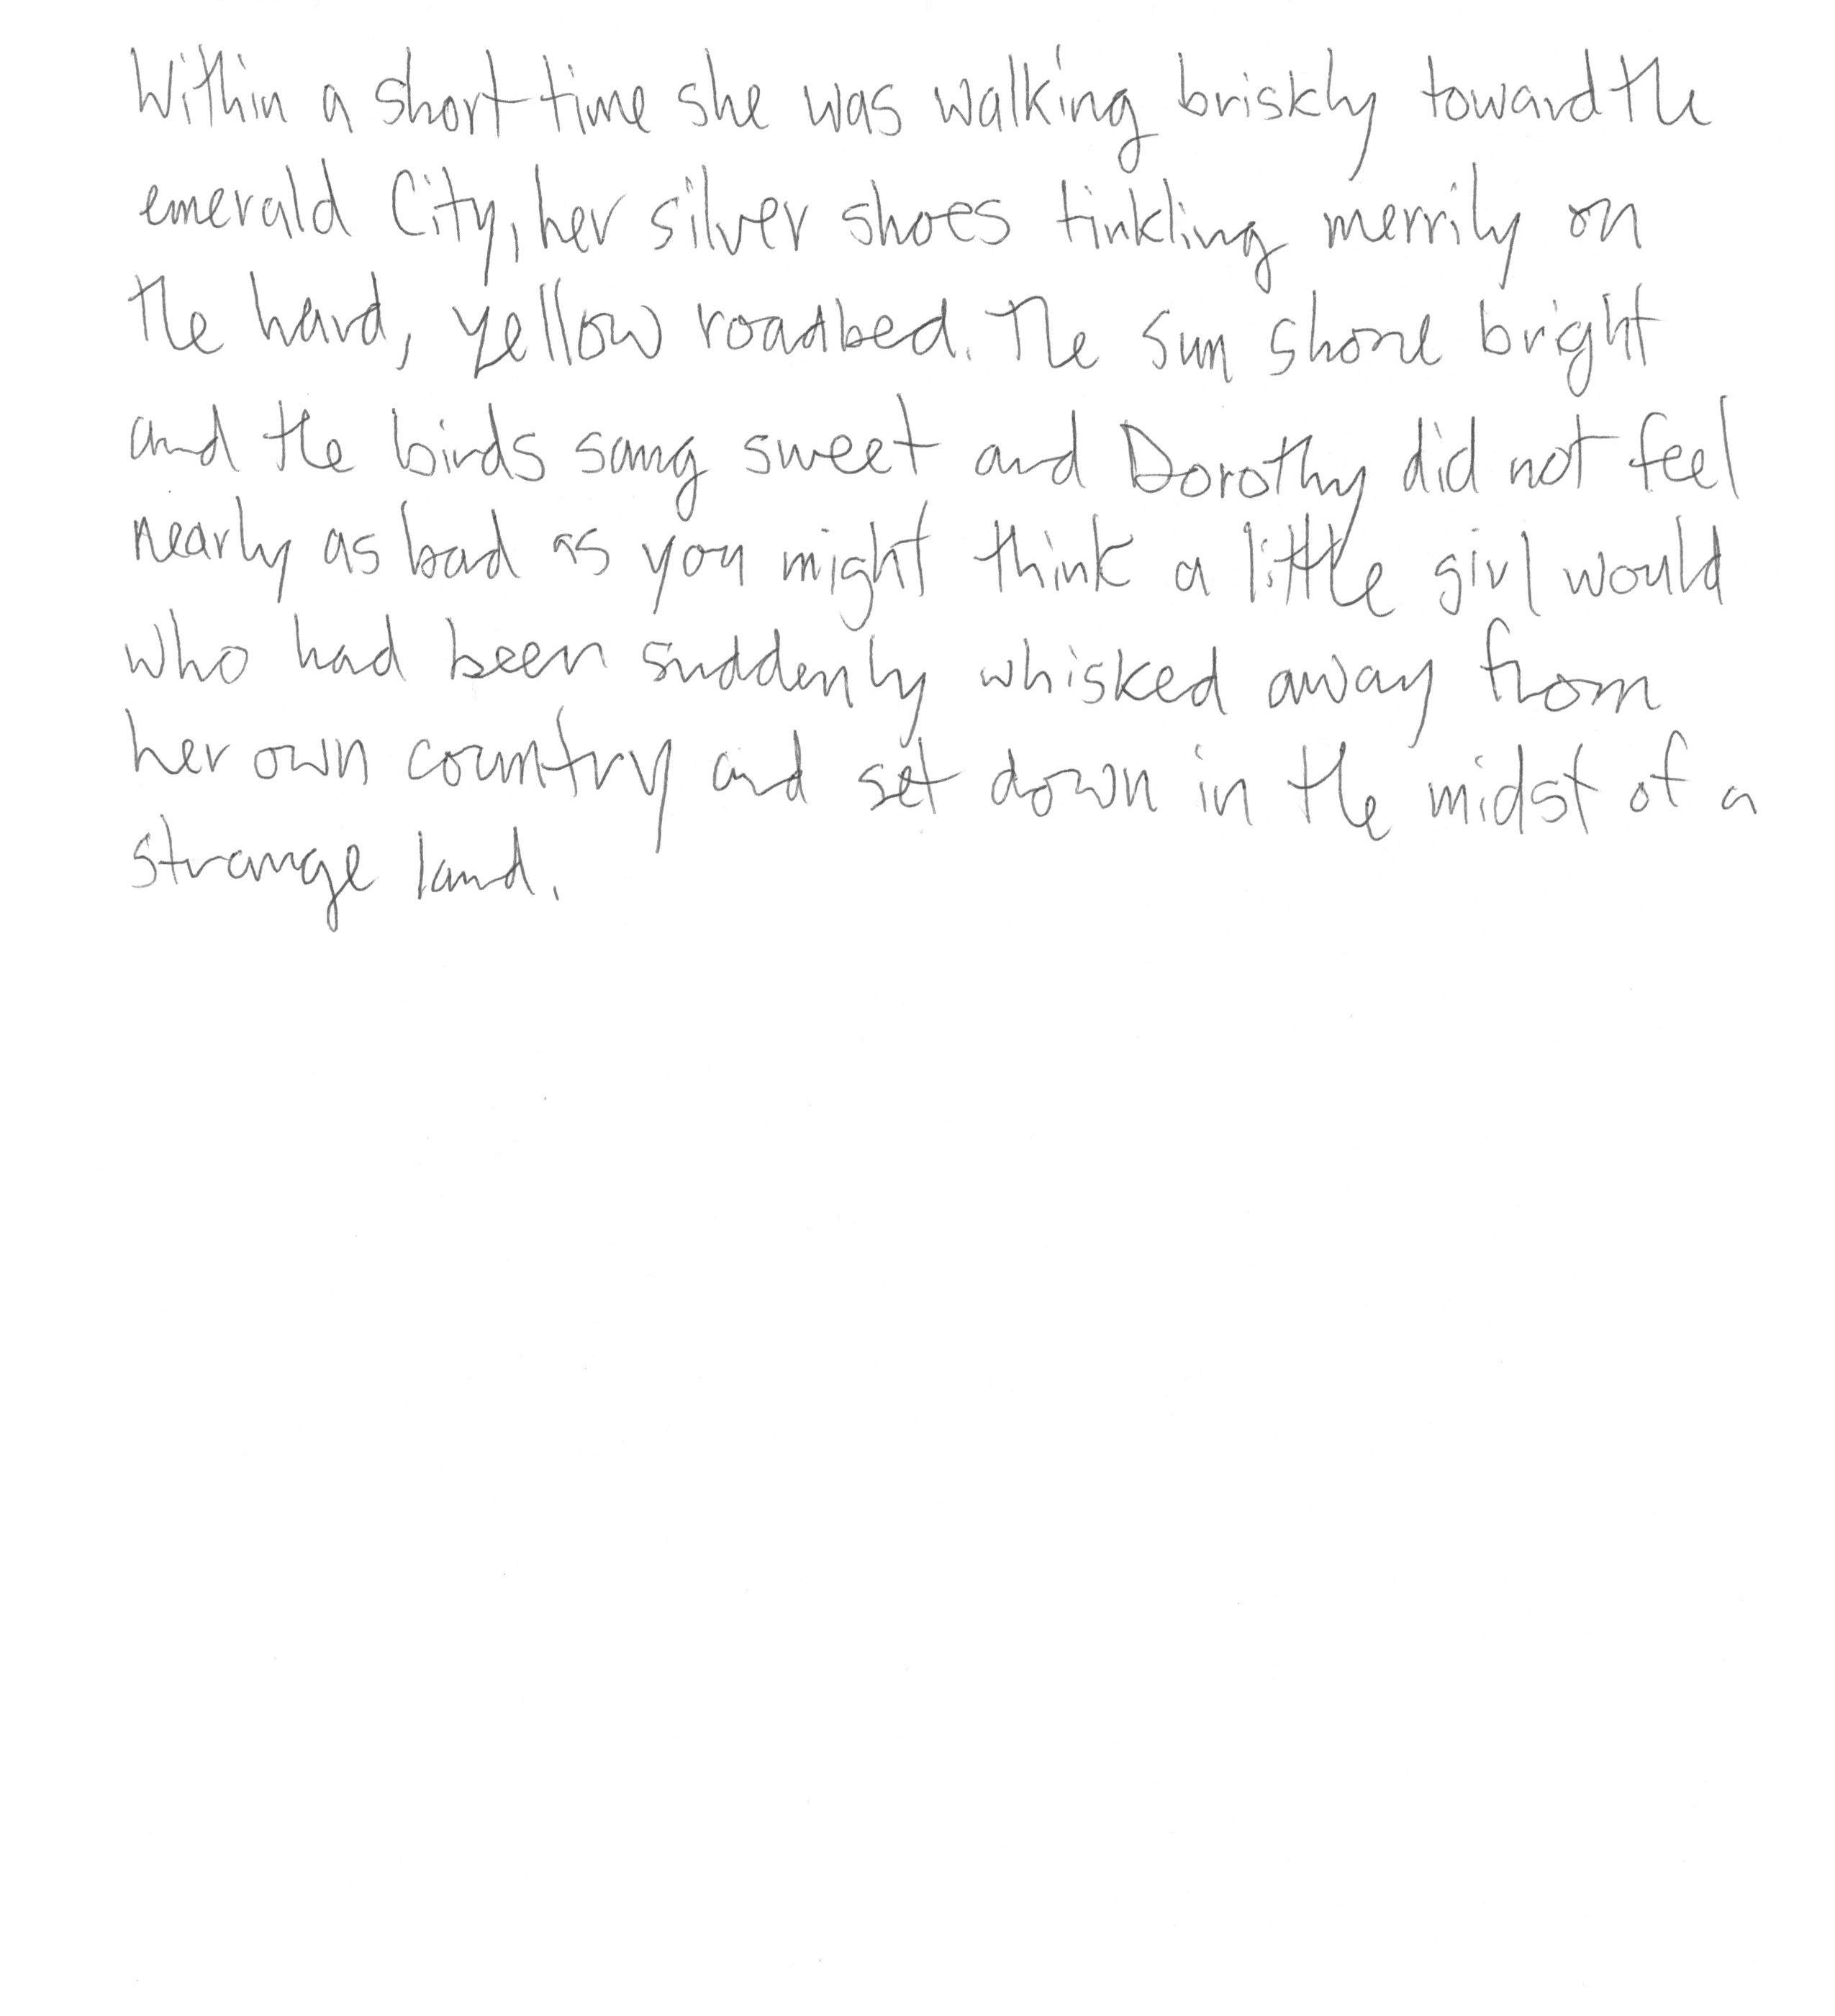 Within a short time she was walking briskly toward the
emerald City, her silver shoes tinkling merrily on
the hard, yellow roadbed. The sun shone bright
and the birds sang sweet and Dorothy did not feel
nearly as bad as you might think a little girl would
who had been suddenly whisked away from
her own country and set down in the midst of a
strange land.